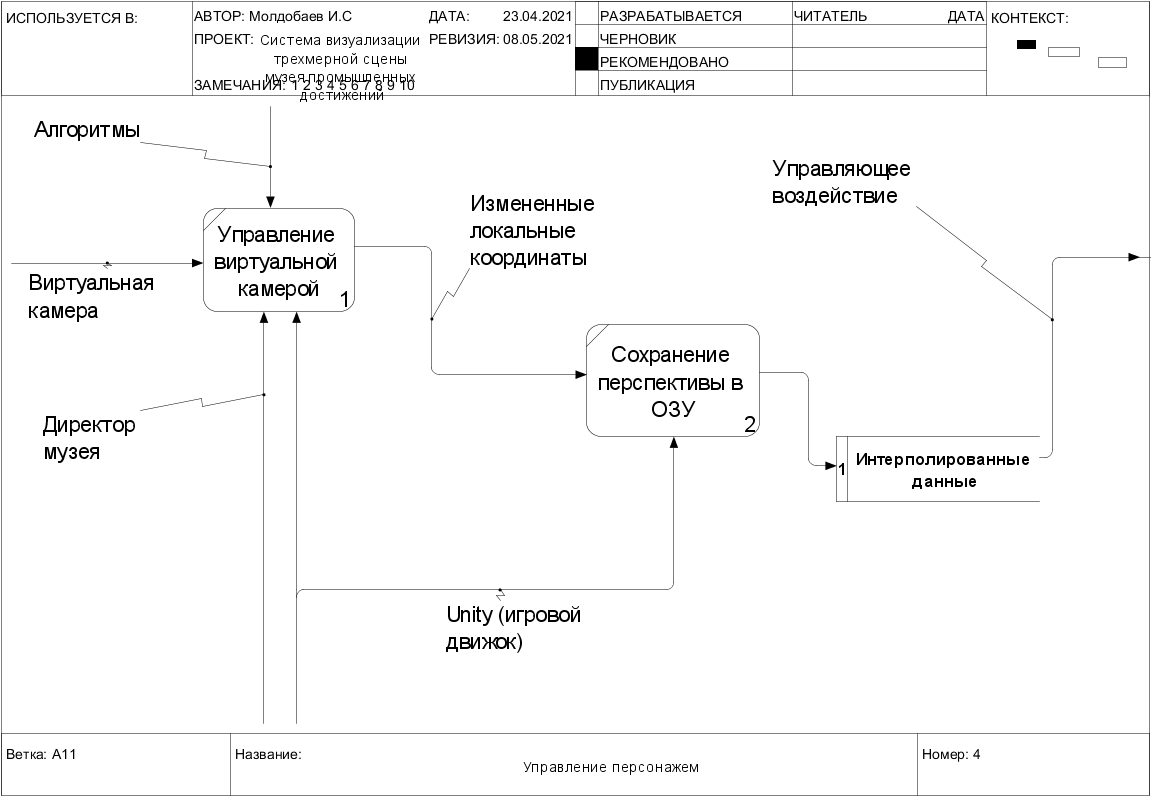 ИСПОЛЬЗУЕТСЯ В:
АВТОР: Молдобаев И.С
ДАТА: 23.04.2021
ПРОЕКТ: Система визуализации
трехмерной сцены
музея промышленных
достижений
РЕВИЗИЯ: 08.05.2021
ЗАМЕЧАНИЯ: 1 2 3 4 5 6 7 8 9 10
РАЗРАБАТЫВАЕТСЯ
ЧЕРНОВИК
РЕКОМЕНДОВАНО
ПУБЛИКАЦИЯ
ЧИТАТЕЛЬ ДАТА
КОНТЕКСТ:
Алгоритмы
Управляющее
воздействие
Измененные
локальные
координаты
Управление
виртуальной
камерой
1
Виртуальная
камера
Сохранение
перспективы в
ОЗУ
2
Директор
музея
1
Интерполированные
данные
Unity (игровой
движок)
Ветка: A11
Название:
Управление персонажем
Номер: 4